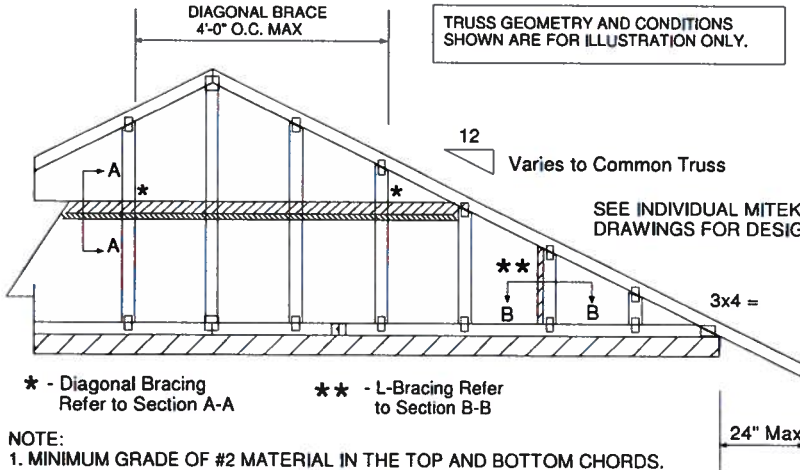 DIAGONAL BRACE
4'-0" O.C. MAX
TRUSS GEOMETRY AND CONDITIONS
SHOWN ARE FOR ILLUSTRATION ONLY.
12
Varies to Common Truss
A
*
*
A
SEE INDIVIDUAL MITEK
DRAWINGS FOR DESIG
**
B
B
3x4 =
* - Diagonal Bracing
Refer to Section A-A
** - L-Bracing Refer
to Section B-B
24" Max
NOTE:
1. MINIMUM GRADE OF #2 MATERIAL IN THE TOP AND BOTTOM CHORDS.